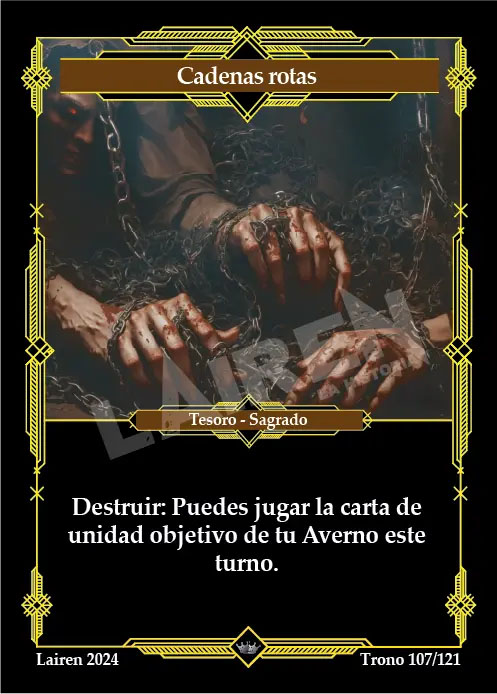 Cadenas rotas
LAIREN
Tesoro - Sagrado
Destruir: Puedes jugar la carta de
unidad objetivo de tu Averno este
turno.
Lairen 2024
Trono 107/121